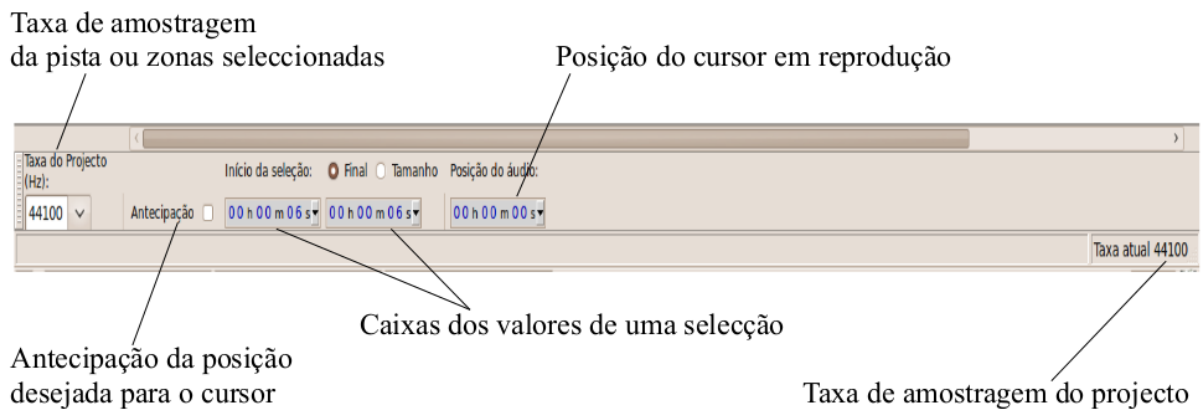 Taxa de amostragem
da pista ou zonas seleccionadas
Posição do cursor em reprodução
Taxa do Projecto
(Hz):
Início da seleção: Final Tamanho Posição do áudio:
44100 Antecipação 00 h 00 m 06 s 00 h 00 m 06 s 00 h 00 m 00 s
Taxa atual 44100
Caixas dos valores de uma selecção
Antecipação da posição
desejada para o cursor
Taxa de amostragem do projecto